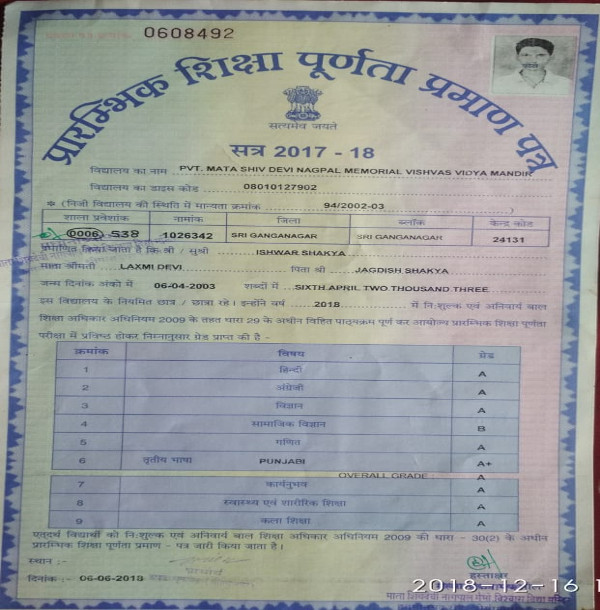 0608492
प्रारम्भिक शिक्षा पूर्णता प्रमाण पत्र
सत्यमेव जयते
सत्र 2017 - 18
विद्यालय का नाम PVT. MATA SHIV DEVI NAGPAL MEMORIAL VISHVAS VIDYA MANDIR
विद्यालय का डाइस कोड 08010127902
* (निजी विद्यालय की स्थिति में मान्यता क्रमांक 94/2002-03
शाला प्रवेशांक नामांक जिला ब्लॉक केन्द्र कोड
(0006) 538 1026342 SRI GANGANAGAR SRI GANGANAGAR 24131
प्रमाणित किया जाता है कि श्री / सुश्री ISHWAR SHAKYA
माता श्रीमती LAXMI DEVI पिता श्री JAGDISH SHAKYA
जन्म दिनांक अंको में 06-04-2003 शब्दों में SIXTH APRIL TWO THOUSAND THREE
इस विद्यालय के नियमित छात्र / छात्रा रहे। इन्होंने वर्ष 2018 में नि:शुल्क एवं अनिवार्य बाल
शिक्षा अधिकार अधिनियम 2009 के तहत धारा 29 के अधीन विहित पाठ्यक्रम पूर्ण कर आयोज्य प्रारम्भिक शिक्षा पूर्णता
परीक्षा में प्रविष्ठ होकर निम्नानुसार ग्रेड प्राप्त की है -
क्रमांक विषय ग्रेड
1 हिन्दी A
2 अंग्रेजी A
3 विज्ञान A
4 सामाजिक विज्ञान B
5 गणित A
6 तृतीय भाषा PUNJABI A+
OVERALL GRADE : A
7 कार्यानुभव A
8 स्वास्थ्य एवं शारीरिक शिक्षा A
9 कला शिक्षा A
एतदर्थ विद्यार्थी को नि:शुल्क एवं अनिवार्य बाल शिक्षा अधिकार अधिनियम 2009 की धारा - 30(2) के अधीन
प्रारम्भिक शिक्षा पूर्णता प्रमाण - पत्र जारी किया जाता है।
स्थान :-
हस्ताक्षर
दिनांक :- 06-06-2018
2018-12-16 1